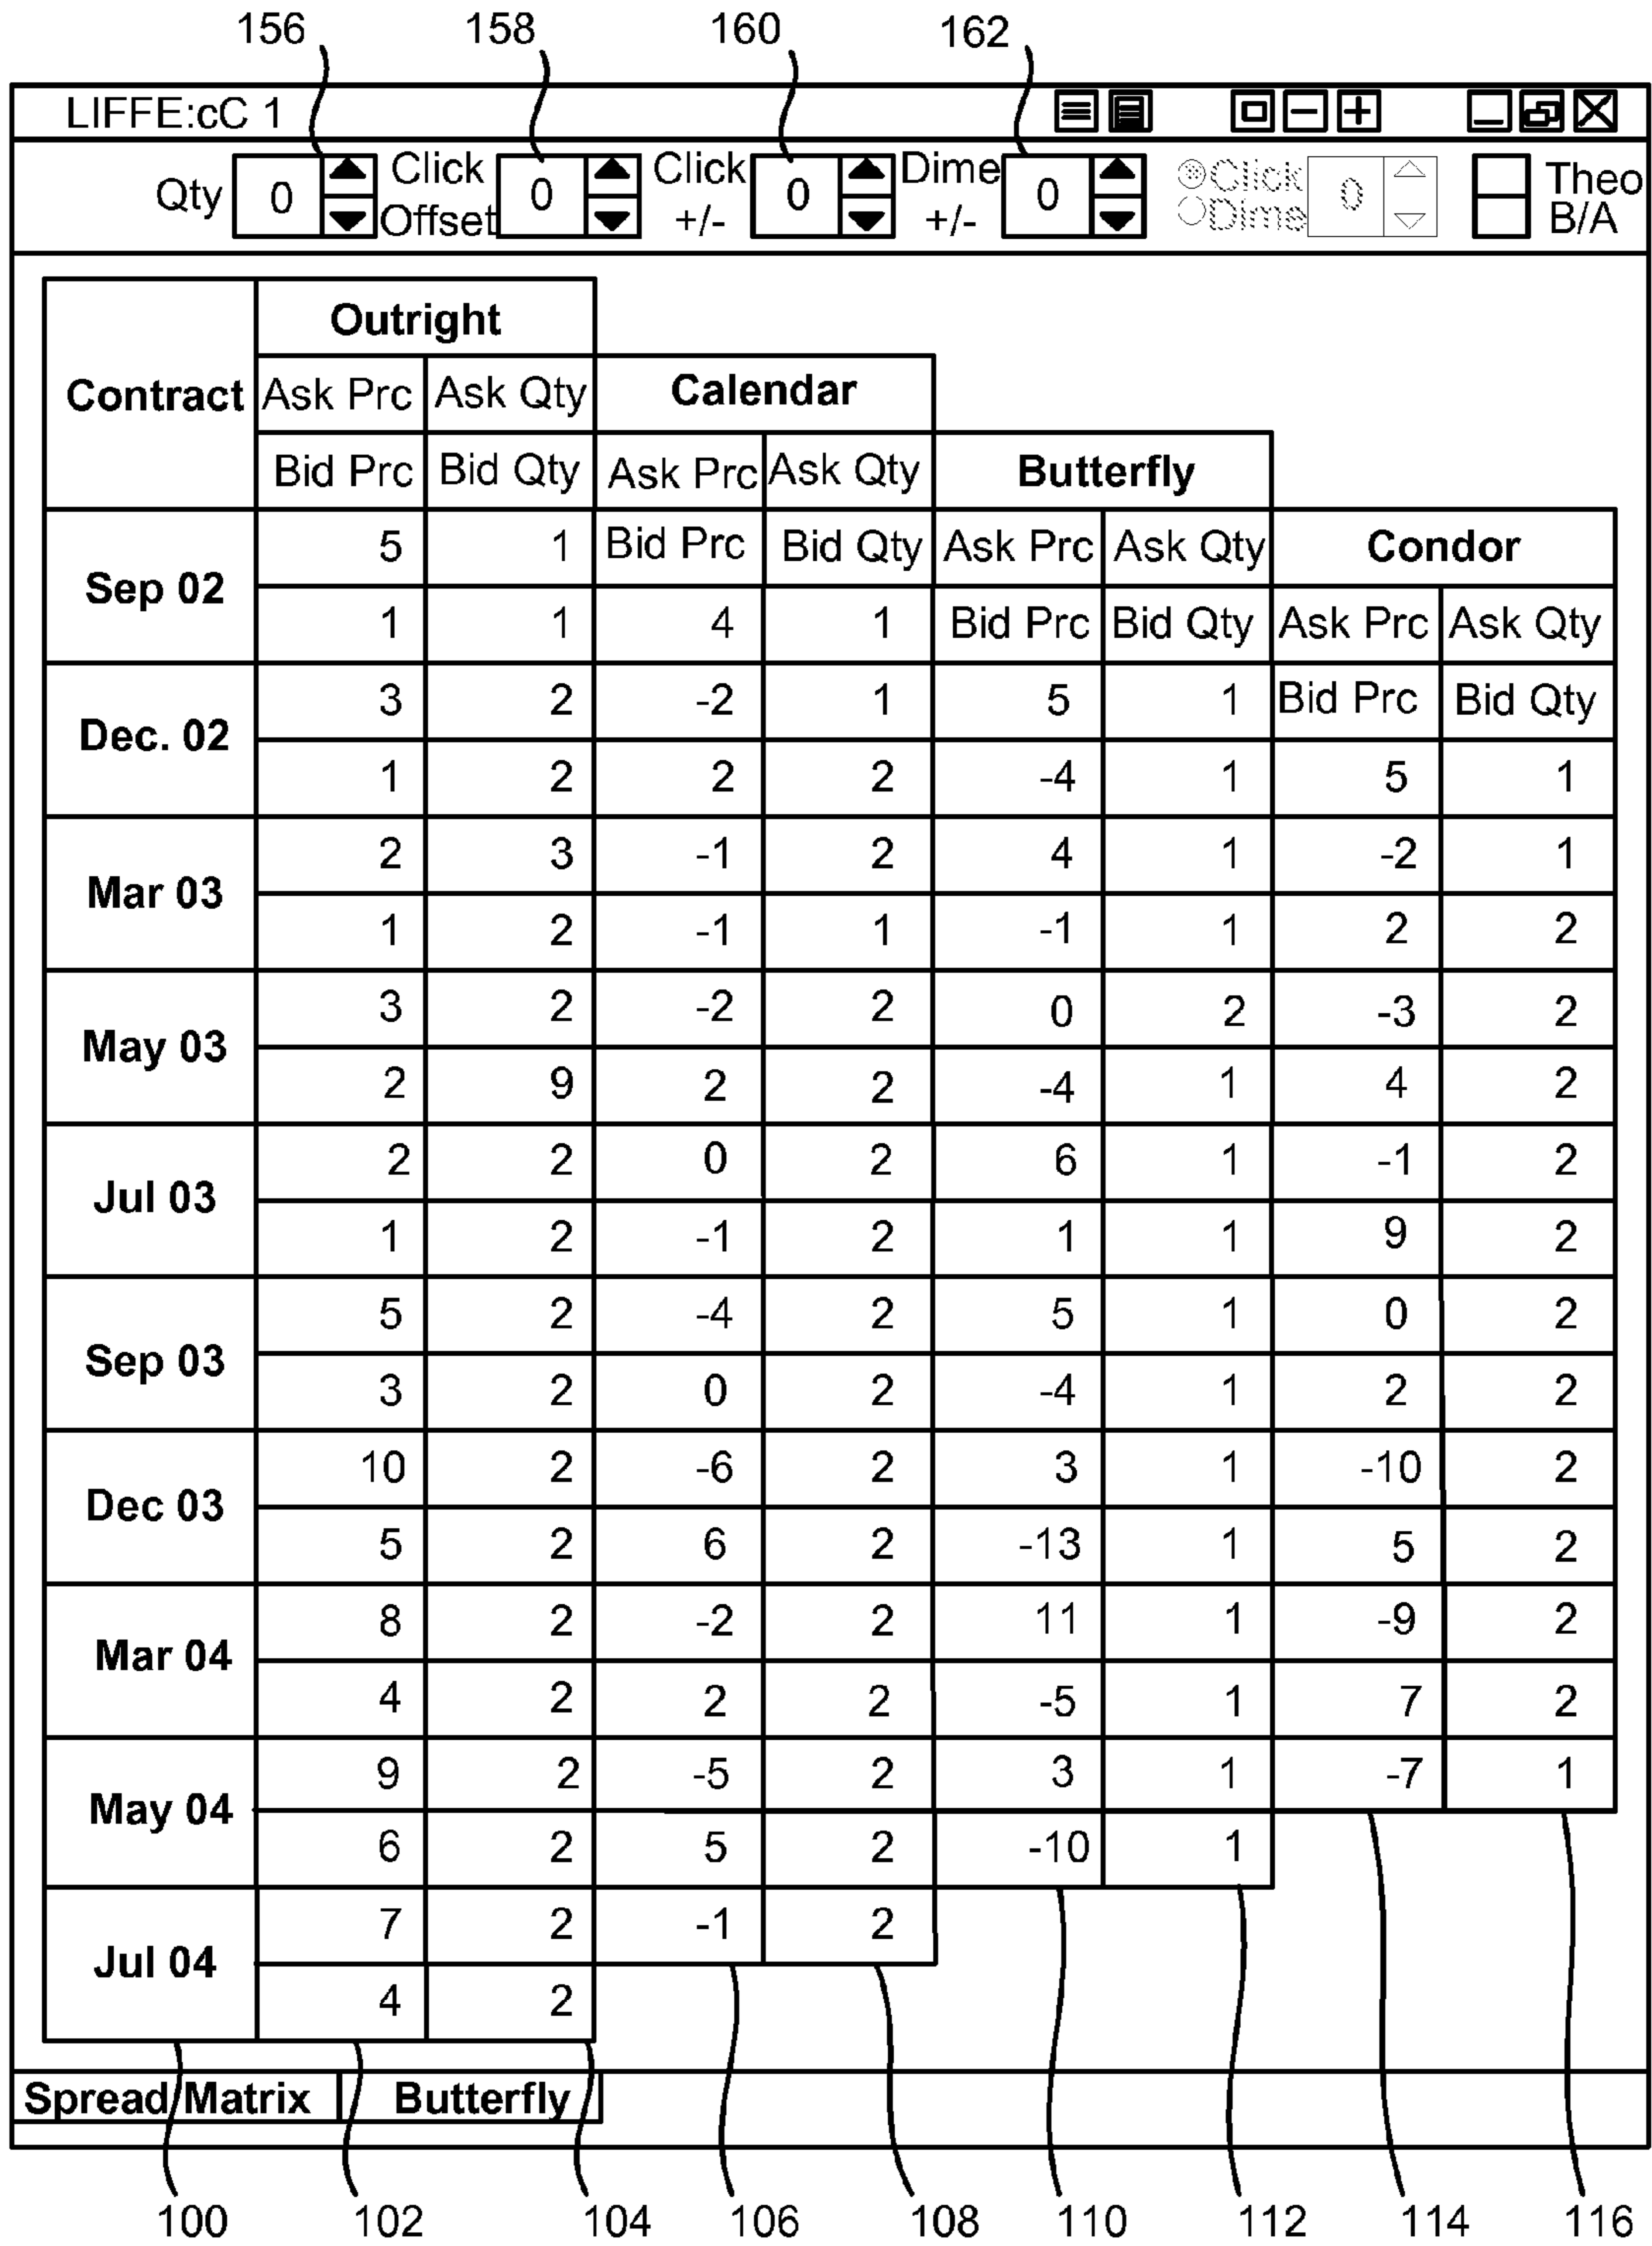 156 158 160 162
LIFFE:cC 1
Qty 0 Click Offset 0 Click +/- 0 Dime +/- 0 Click Dime 0 Theo B/A
Outright
Contract Ask Prc Ask Qty Calendar
Bid Prc Bid Qty Ask Prc Ask Qty Butterfly
Sep 02 5 1 Bid Prc Bid Qty Ask Prc Ask Qty Condor
1 1 4 1 Bid Prc Bid Qty Ask Prc Ask Qty
Dec. 02 3 2 -2 1 5 1 Bid Prc Bid Qty
1 2 2 2 -4 1 5 1
Mar 03 2 3 -1 2 4 1 -2 1
1 2 -1 1 -1 1 2 2
May 03 3 2 -2 2 0 2 -3 2
2 9 2 2 -4 1 4 2
Jul 03 2 2 0 2 6 1 -1 2
1 2 -1 2 1 1 9 2
Sep 03 5 2 -4 2 5 1 0 2
3 2 0 2 -4 1 2 2
Dec 03 10 2 -6 2 3 1 -10 2
5 2 6 2 -13 1 5 2
Mar 04 8 2 -2 2 11 1 -9 2
4 2 2 2 -5 1 7 2
May 04 9 2 -5 2 3 1 -7 1
6 2 5 2 -10 1
Jul 04 7 2 -1 2
4 2
Spread Matrix Butterfly
100 102 104 106 108 110 112 114 116